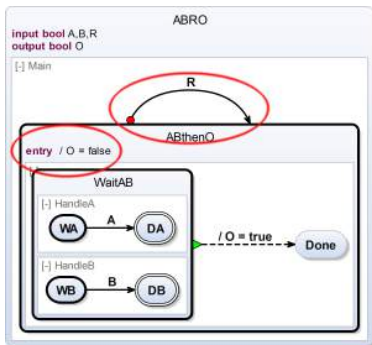 ABRO
input bool A,B,R
output bool O
[-] Main
R
ABthenO
entry / O = false
WaitAB
[-] HandleA
WA
A
DA
/ O = true
Done
[-] HandleB
WB
B
DB